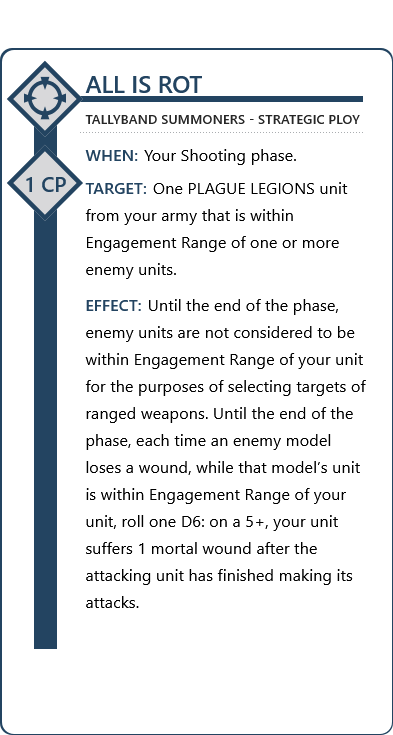 ALL IS ROT
TALLYBAND SUMMONERS - STRATEGIC PLOY
WHEN: Your Shooting phase.
1 CP
TARGET: One PLAGUE LEGIONS unit
from your army that is within
Engagement Range of one or more
enemy units.
EFFECT: Until the end of the phase,
enemy units are not considered to be
within Engagement Range of your unit
for the purposes of selecting targets of
ranged weapons. Until the end of the
phase, each time an enemy model
loses a wound, while that model’s unit
is within Engagement Range of your
unit, roll one D6: on a 5+, your unit
suffers 1 mortal wound after the
attacking unit has finished making its
attacks.